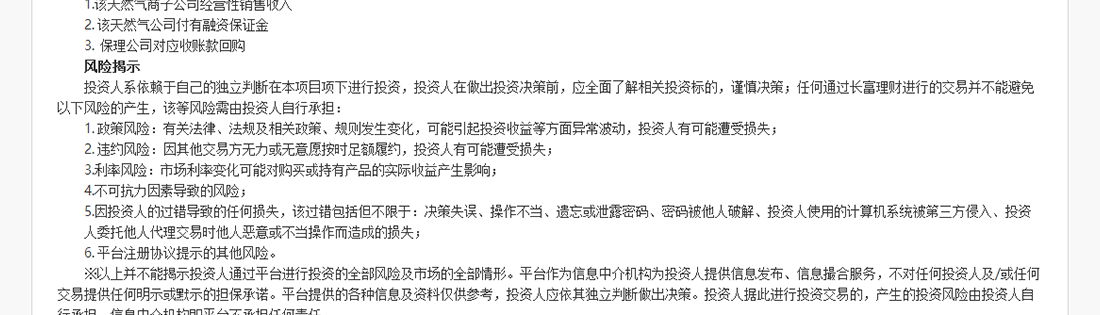 1.该天然气商子公司经营性销售收入
2. 该天然气公司付有融资保证金
3. 保理公司对应收账款回购
风险揭示
投资人系依赖于自己的独立判断在本项目项下进行投资，投资人在做出投资决策前，应全面了解相关投资标的，谨慎决策；任何通过长富理财进行的交易并不能避免
以下风险的产生，该等风险需由投资人自行承担：
1. 政策风险：有关法律、法规及相关政策、规则发生变化，可能引起投资收益等方面异常波动，投资人有可能遭受损失；
2. 违约风险：因其他交易方无力或无意愿按时足额履约，投资人有可能遭受损失；
3.利率风险：市场利率变化可能对购买或持有产品的实际收益产生影响；
4.不可抗力因素导致的风险；
5.因投资人的过错导致的任何损失，该过错包括但不限于：决策失误、操作不当、遗忘或泄露密码、密码被他人破解、投资人使用的计算机系统被第三方侵入、投资
人委托他人代理交易时他人恶意或不当操作而造成的损失；
6. 平台注册协议提示的其他风险。
※以上并不能揭示投资人通过平台进行投资的全部风险及市场的全部情形。平台作为信息中介机构为投资人提供信息发布、信息撮合服务，不对任何投资人及/或任何
交易提供任何明示或默示的担保承诺。平台提供的各种信息及资料仅供参考，投资人应依其独立判断做出决策。投资人据此进行投资交易的，产生的投资风险由投资人自
行承担，信息中介机构即平台不承担任何责任